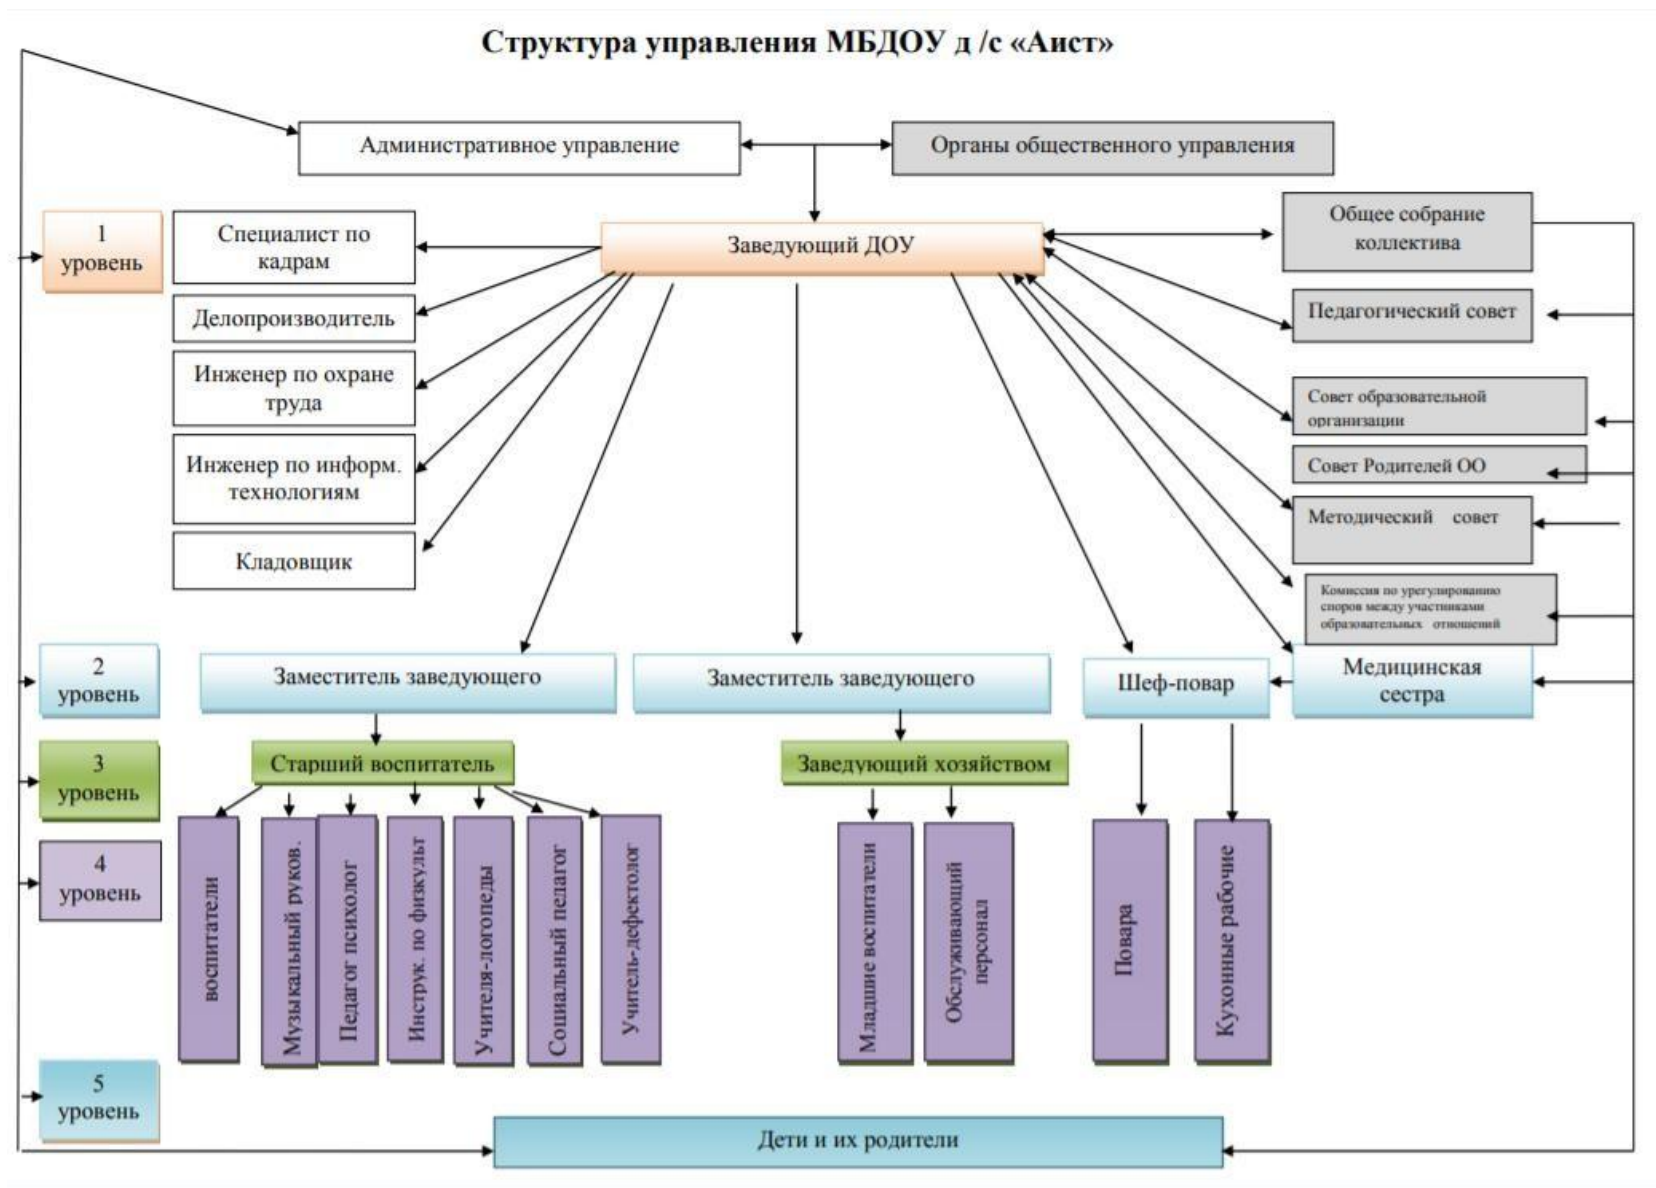 Структура управления МБДОУ д /с «Аист»
Административное управление
Органы общественного управления
1
уровень
Специалист по
кадрам
Заведующий ДОУ
Общее собрание
коллектива
Делопроизводитель
Педагогический совет
Инженер по охране
труда
Совет образовательной
организации
Инженер по информ.
технологиям
Совет Родителей ОО
Методический совет
Кладовщик
Комиссия по урегулированию
споров между участниками
образовательных отношений
2
уровень
Заместитель заведующего
Заместитель заведующего
Шеф-повар
Медицинская
сестра
3
уровень
Старший воспитатель
Заведующий хозяйством
4
уровень
воспитатели
Музыкальный руков.
Педагог психолог
Инструк. по физкульт
Учителя-логопеды
Социальный педагог
Учитель-дефектолог
Младшие воспитатели
Обслуживающий
персонал
Повара
Кухонные рабочие
5
уровень
Дети и их родители